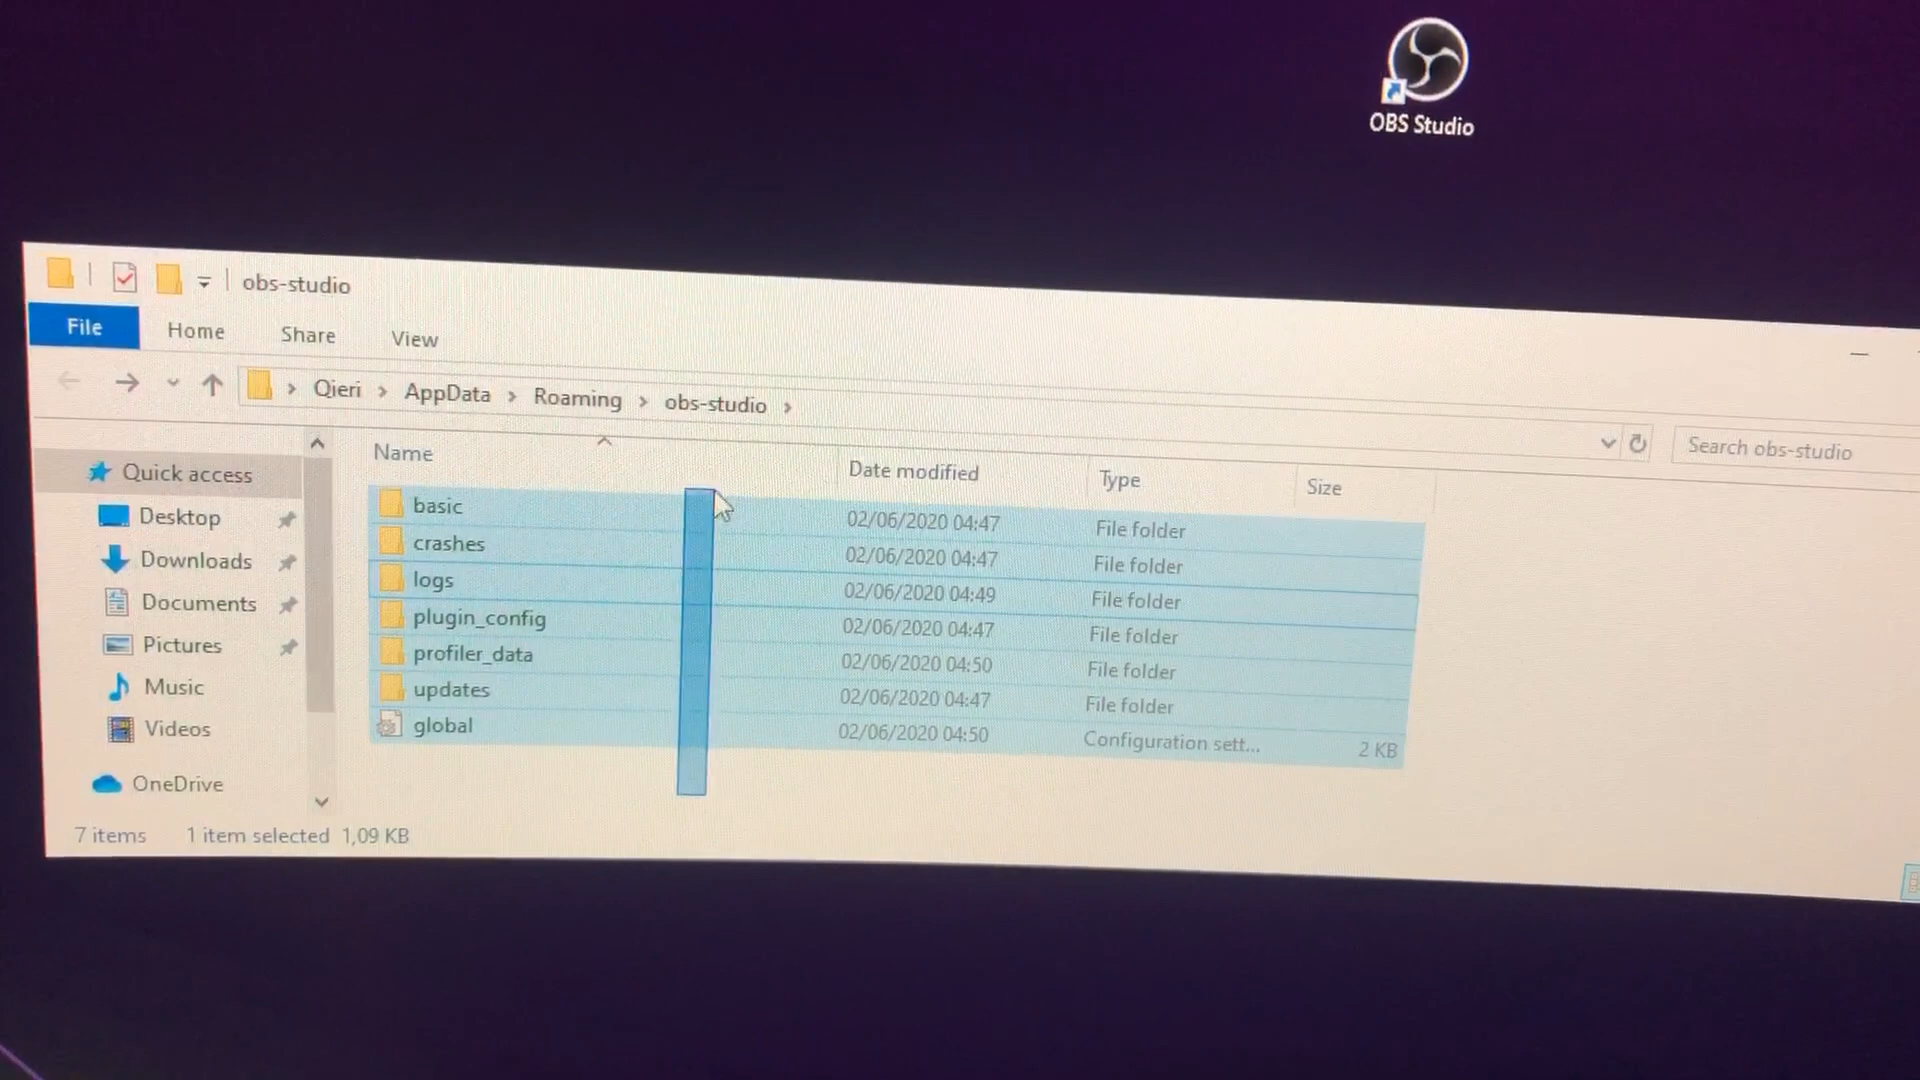 OBS Studio
obs-studio
File Home Share View
Qieri AppData Roaming obs-studio
Search obs-studio
Name Date modified Type Size
Quick access
Desktop
Downloads
Documents
Pictures
Music
Videos
OneDrive
basic 02/06/2020 04:47 File folder
crashes 02/06/2020 04:47 File folder
logs 02/06/2020 04:49 File folder
plugin_config 02/06/2020 04:47 File folder
profiler_data 02/06/2020 04:50 File folder
updates 02/06/2020 04:47 File folder
global 02/06/2020 04:50 Configuration sett... 2 KB
7 items 1 item selected 1,09 KB